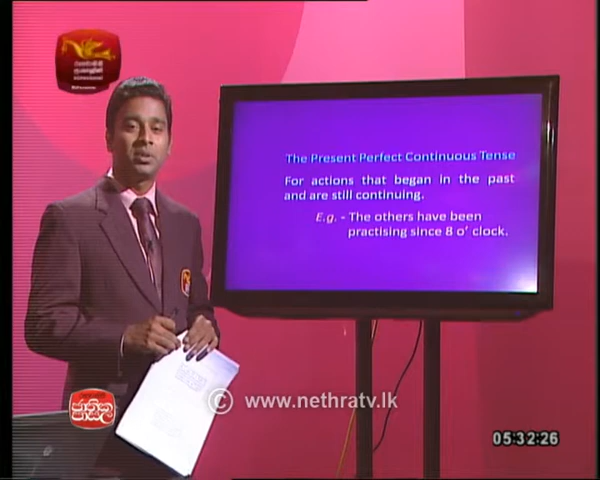 The Present Perfect Continuous Tense
For actions that began in the past
and are still continuing.
E.g. - The others have been
practising since 8 o' clock.
© www.nethratv.lk
05:32:26